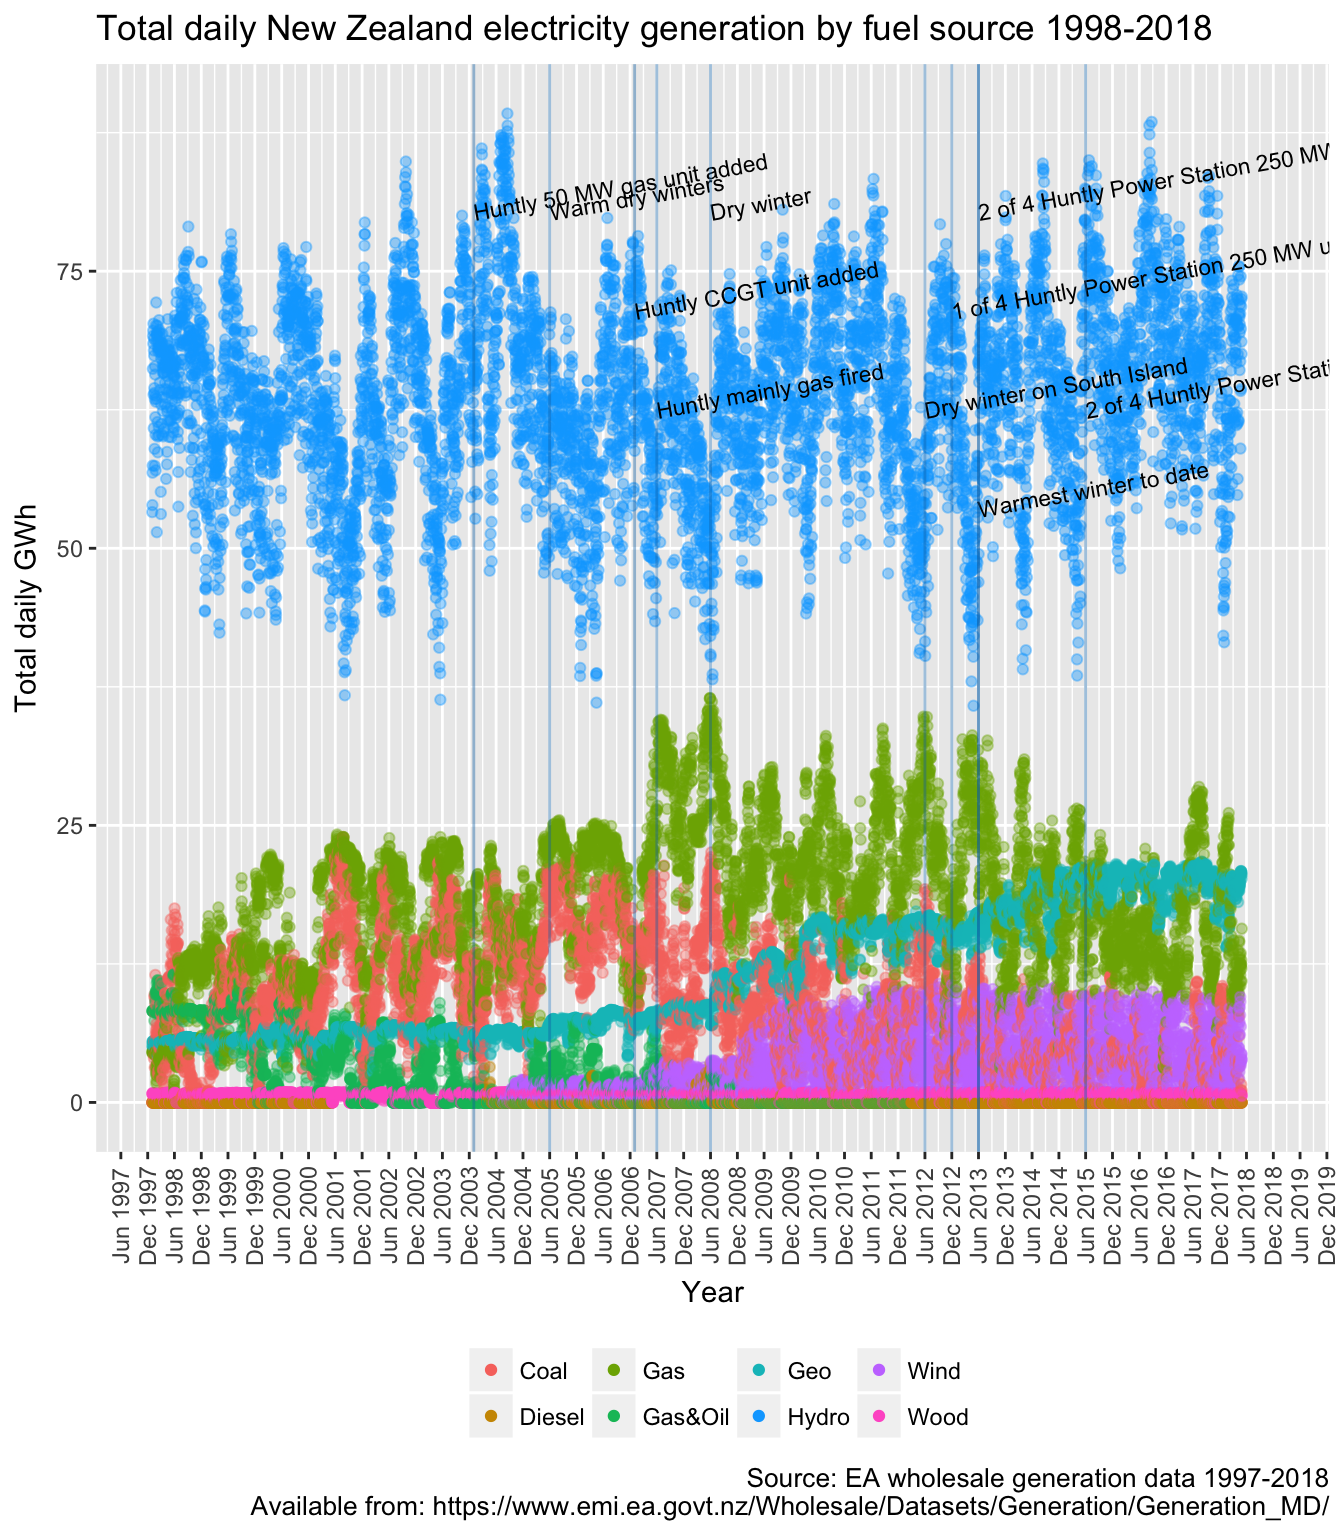 Total daily New Zealand electricity generation by fuel source 1998-2018
Total daily GWh
75
50
25
0
Huntly 50 MW gas unit added
Warm dry winters
Dry winter
2 of 4 Huntly Power Station 250 MW
Huntly CCGT unit added
1 of 4 Huntly Power Station 250 MW u
Huntly mainly gas fired
Dry winter on South Island
2 of 4 Huntly Power Stati
Warmest winter to date
Jun 1997
Dec 1997
Jun 1998
Dec 1998
Jun 1999
Dec 1999
Jun 2000
Dec 2000
Jun 2001
Dec 2001
Jun 2002
Dec 2002
Jun 2003
Dec 2003
Jun 2004
Dec 2004
Jun 2005
Dec 2005
Jun 2006
Dec 2006
Jun 2007
Dec 2007
Jun 2008
Dec 2008
Jun 2009
Dec 2009
Jun 2010
Dec 2010
Jun 2011
Dec 2011
Jun 2012
Dec 2012
Jun 2013
Dec 2013
Jun 2014
Dec 2014
Jun 2015
Dec 2015
Jun 2016
Dec 2016
Jun 2017
Dec 2017
Jun 2018
Dec 2018
Jun 2019
Dec 2019
Year
Coal Gas Geo Wind
Diesel Gas&Oil Hydro Wood
Source: EA wholesale generation data 1997-2018
Available from: https://www.emi.ea.govt.nz/Wholesale/Datasets/Generation/Generation_MD/